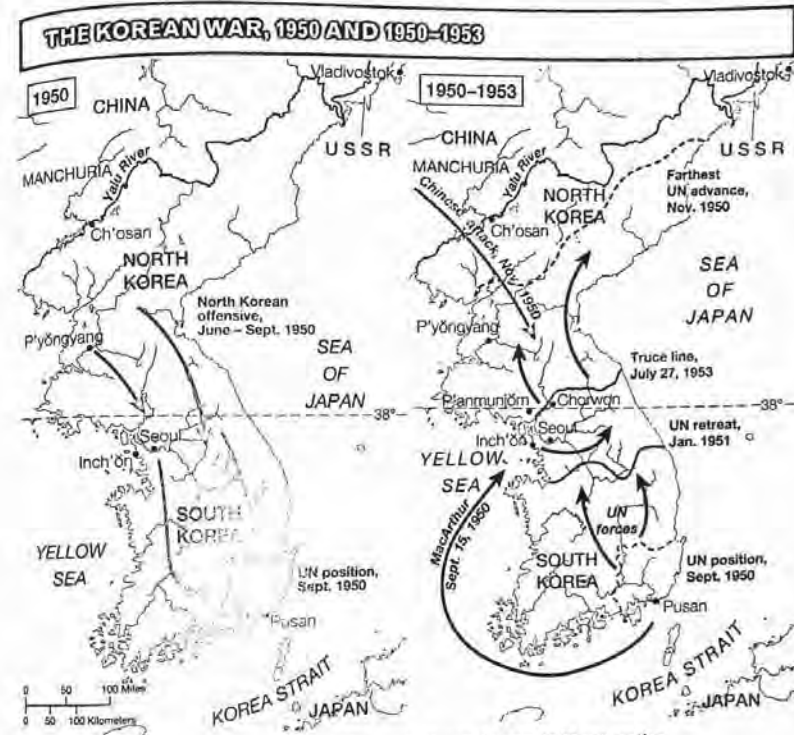 THE KOREAN WAR, 1950 AND 1950–1953
1950
CHINA
Vladivostok
USSR
MANCHURIA
Yalu River
Ch'osan
NORTH
KOREA
North Korean
offensive,
June – Sept. 1950
P'yŏngyang
SEA
OF
JAPAN
38°
Seoul
Inch'ŏn
SOUTH
KOREA
YELLOW
SEA
UN position,
Sept. 1950
Pusan
KOREA STRAIT
JAPAN
0 50 100 Miles
0 50 100 Kilometers
1950–1953
Vladivostok
CHINA
USSR
MANCHURIA
Yalu River
Farthest
UN advance,
Nov. 1950
NORTH
KOREA
Ch'osan
Chinese attack, Nov. 1950
SEA
OF
JAPAN
P'yŏngyang
Truce line,
July 27, 1953
P'anmunjŏm
Chorwon
38°
Seoul
Inch'ŏn
UN retreat,
Jan. 1951
YELLOW
SEA
MacArthur
Sept. 15, 1950
UN
forces
SOUTH
KOREA
UN position,
Sept. 1950
Pusan
KOREA STRAIT
JAPAN